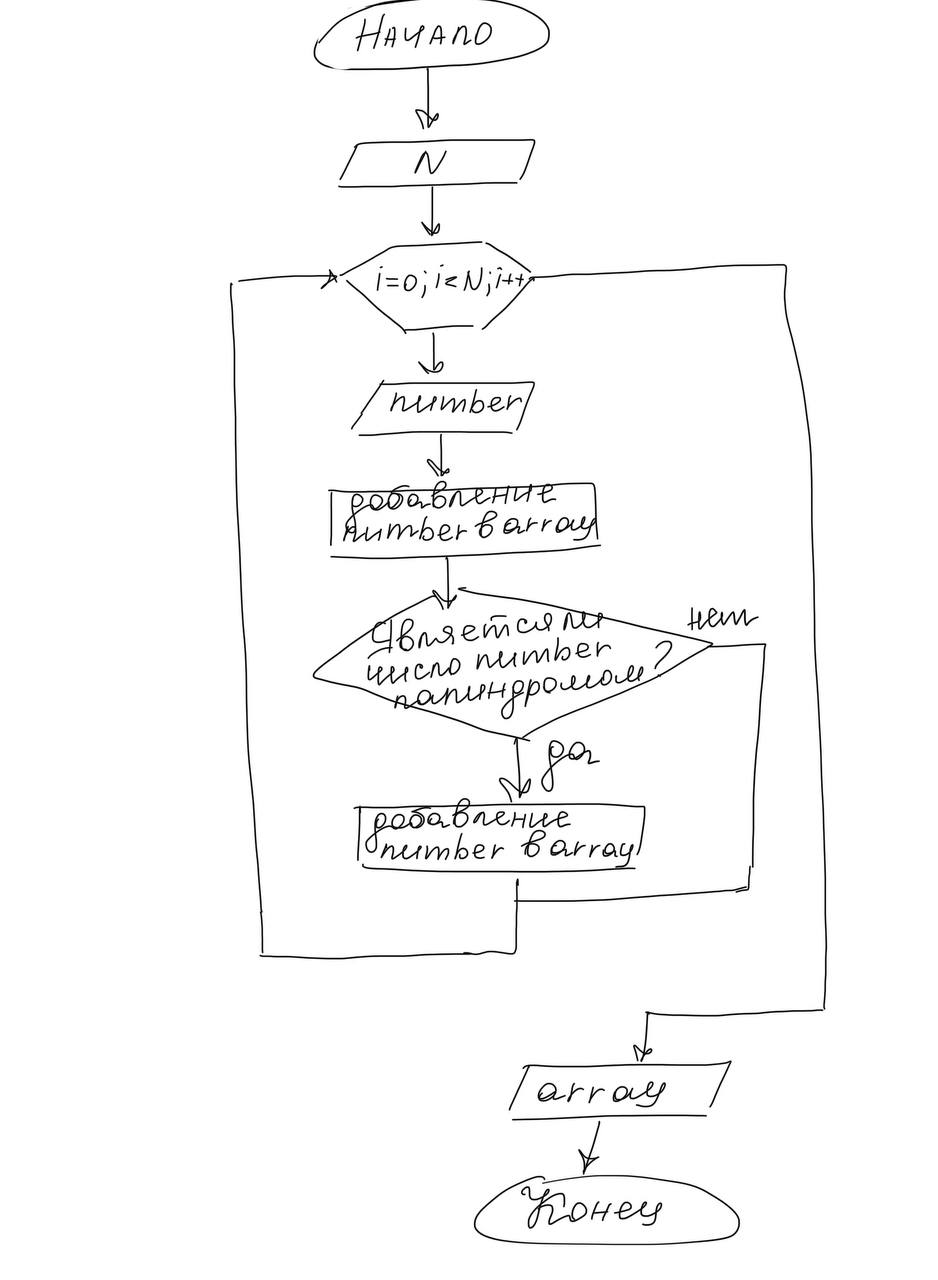 Начало
N
i=0; i<N; i++
number
добавление
number в array
Является ли
число number
палиндромом?
нет
да
добавление
number в array
array
Конец